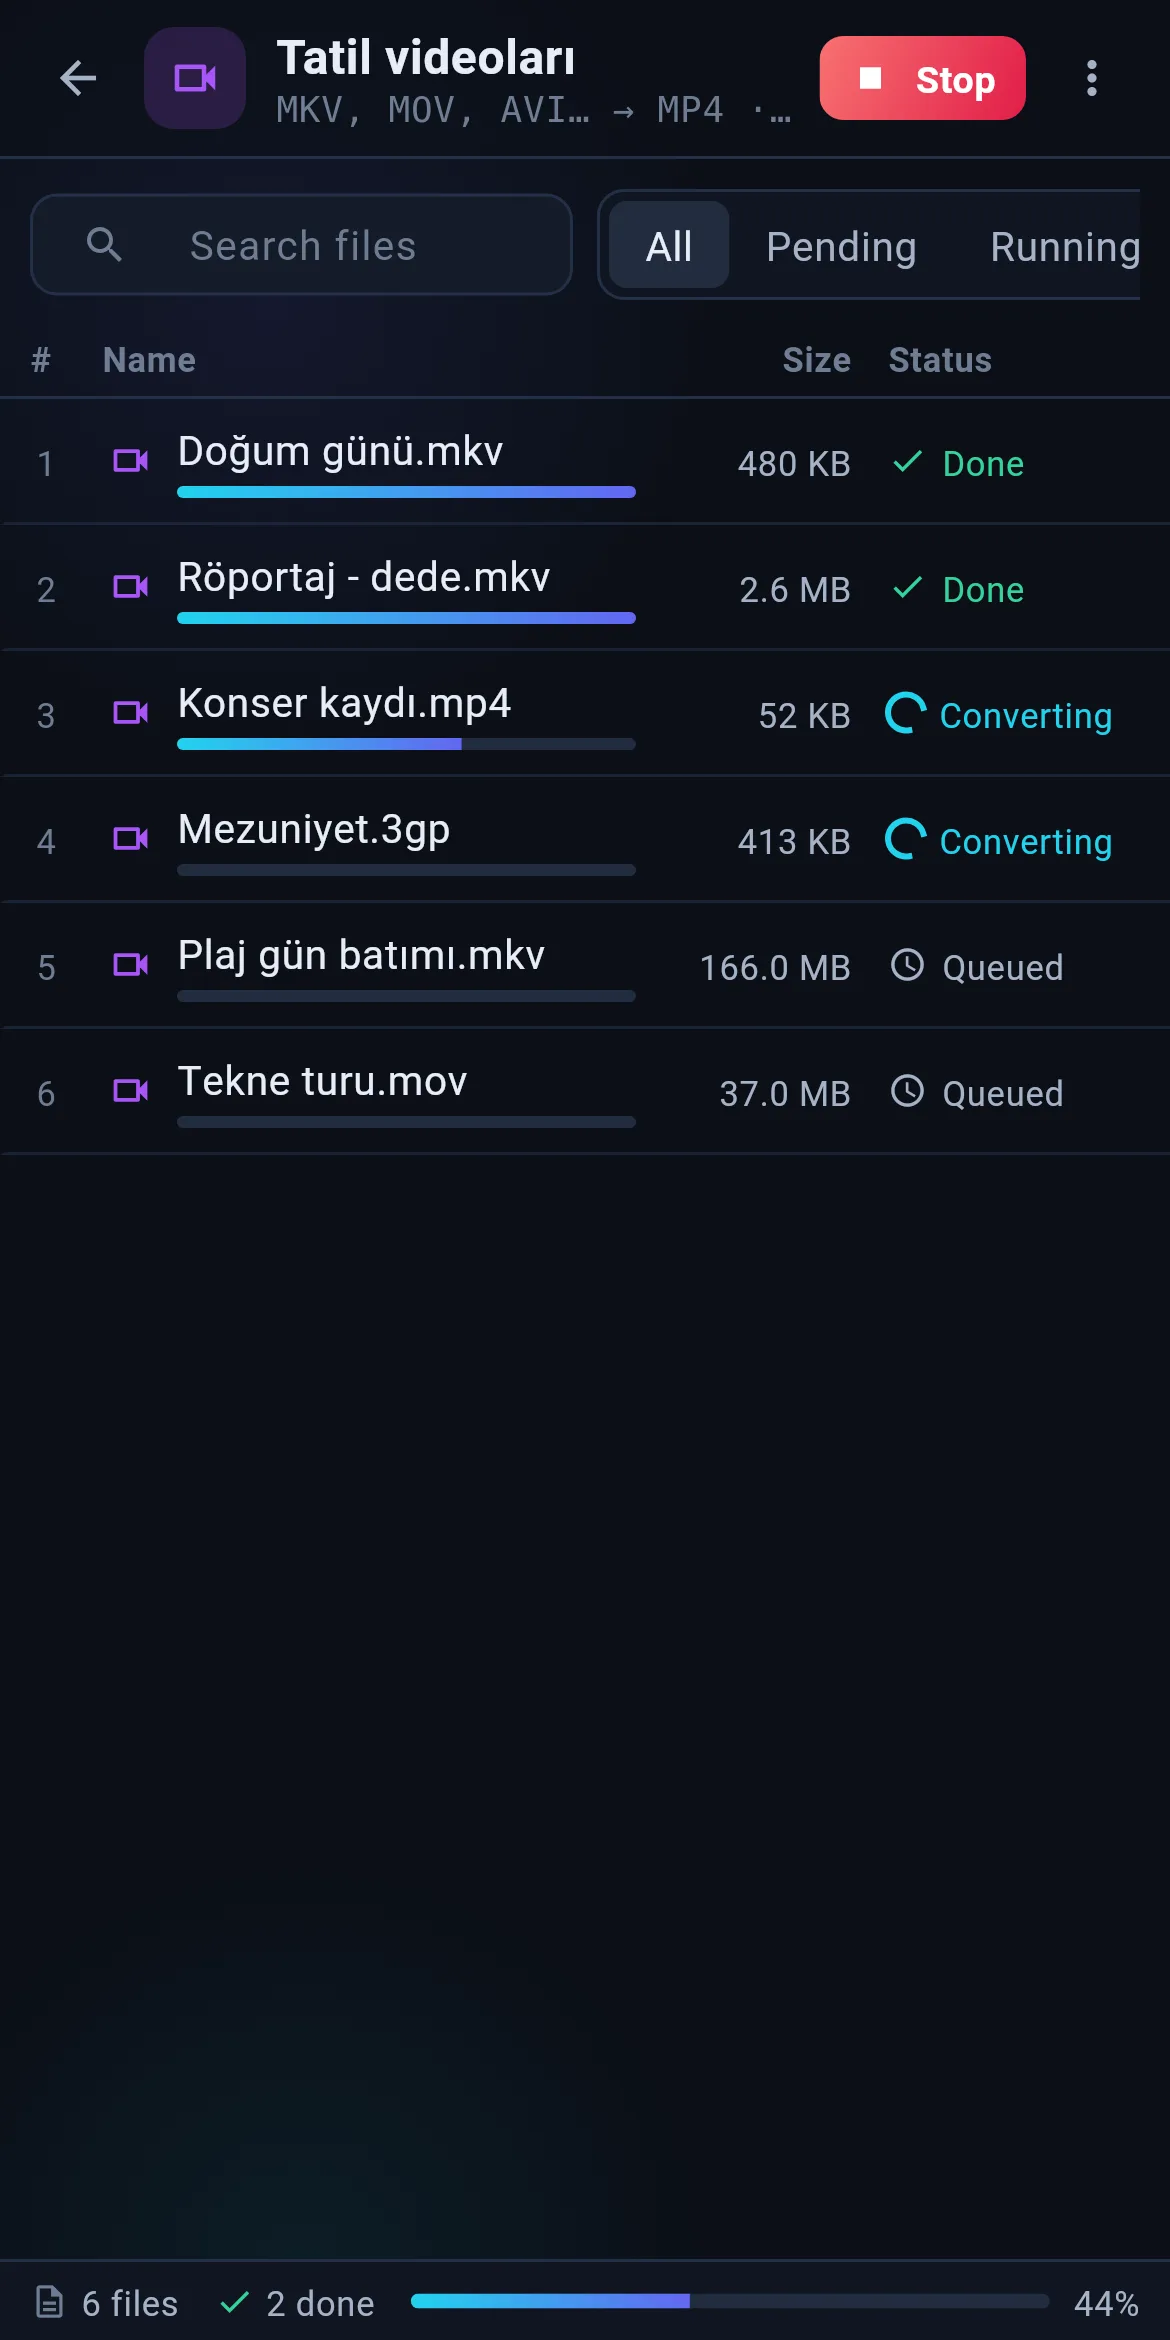 Tatil videoları
MKV, MOV, AVI… → MP4 ·…
Stop
Search files
All Pending Running
# Name Size Status
1 Doğum günü.mkv 480 KB Done
2 Röportaj - dede.mkv 2.6 MB Done
3 Konser kaydı.mp4 52 KB Converting
4 Mezuniyet.3gp 413 KB Converting
5 Plaj gün batımı.mkv 166.0 MB Queued
6 Tekne turu.mov 37.0 MB Queued
6 files 2 done 44%